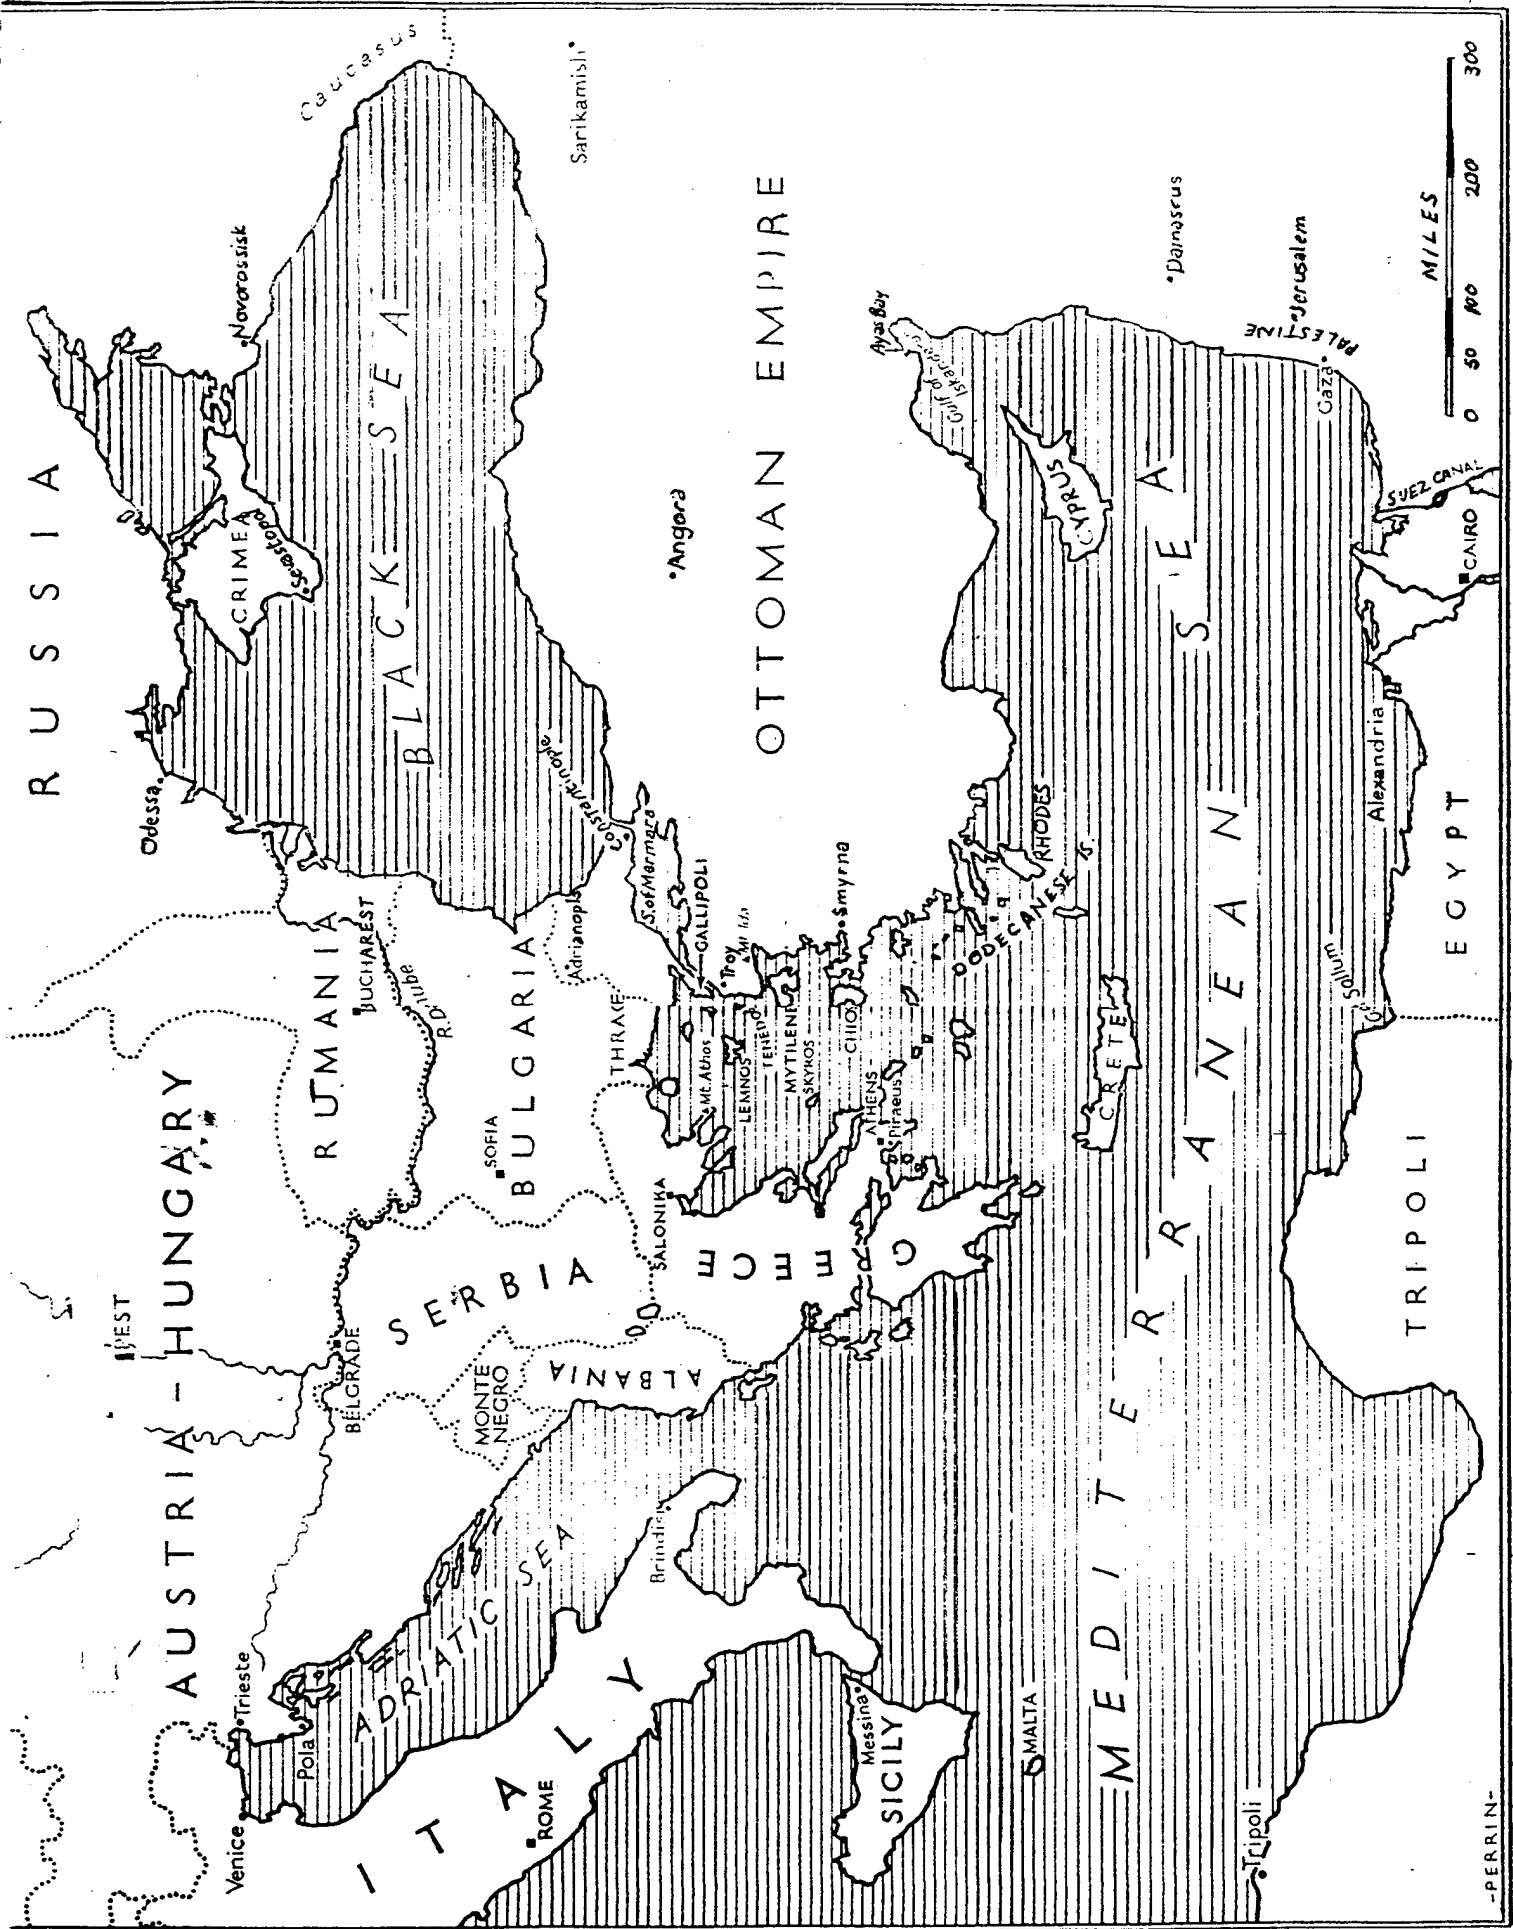 RUSSIA
Caucasus
Odessa
Novorossisk
CRIMEA
Sevastopol
BLACK SEA
Sarikamish
AUSTRIA-HUNGARY
PEST
Trieste
Venice
Pola
RUMANIA
BUCHAREST
BELGRADE
SERBIA
SOFIA
BULGARIA
MONTE
NEGRO
ALBANIA
ADRIATIC SEA
ITALY
ROME
Brindisi
Adrianople
Constantinople
THRACE
S. of Marmara
GALLIPOLI
SALONIKA
Mt. Athos
LEMNOS
Troy
Mt Ida
TENEDOS
MYTILENE
SKYROS
CHIOS
Smyrna
ATHENS
Piraeus
Angora
OTTOMAN EMPIRE
Ayas Bay
Gulf of
Iskanderun
CYPRUS
RHODES
DODECANESE IS.
CRETE
Messina
SICILY
MALTA
MEDITERRANEAN SEA
Damascus
Jerusalem
PALESTINE
Gaza
SUEZ CANAL
CAIRO
Alexandria
EGYPT
G. of Sollum
TRIPOLI
Tripoli
MILES
0 50 100 200 300
-PERRIN-